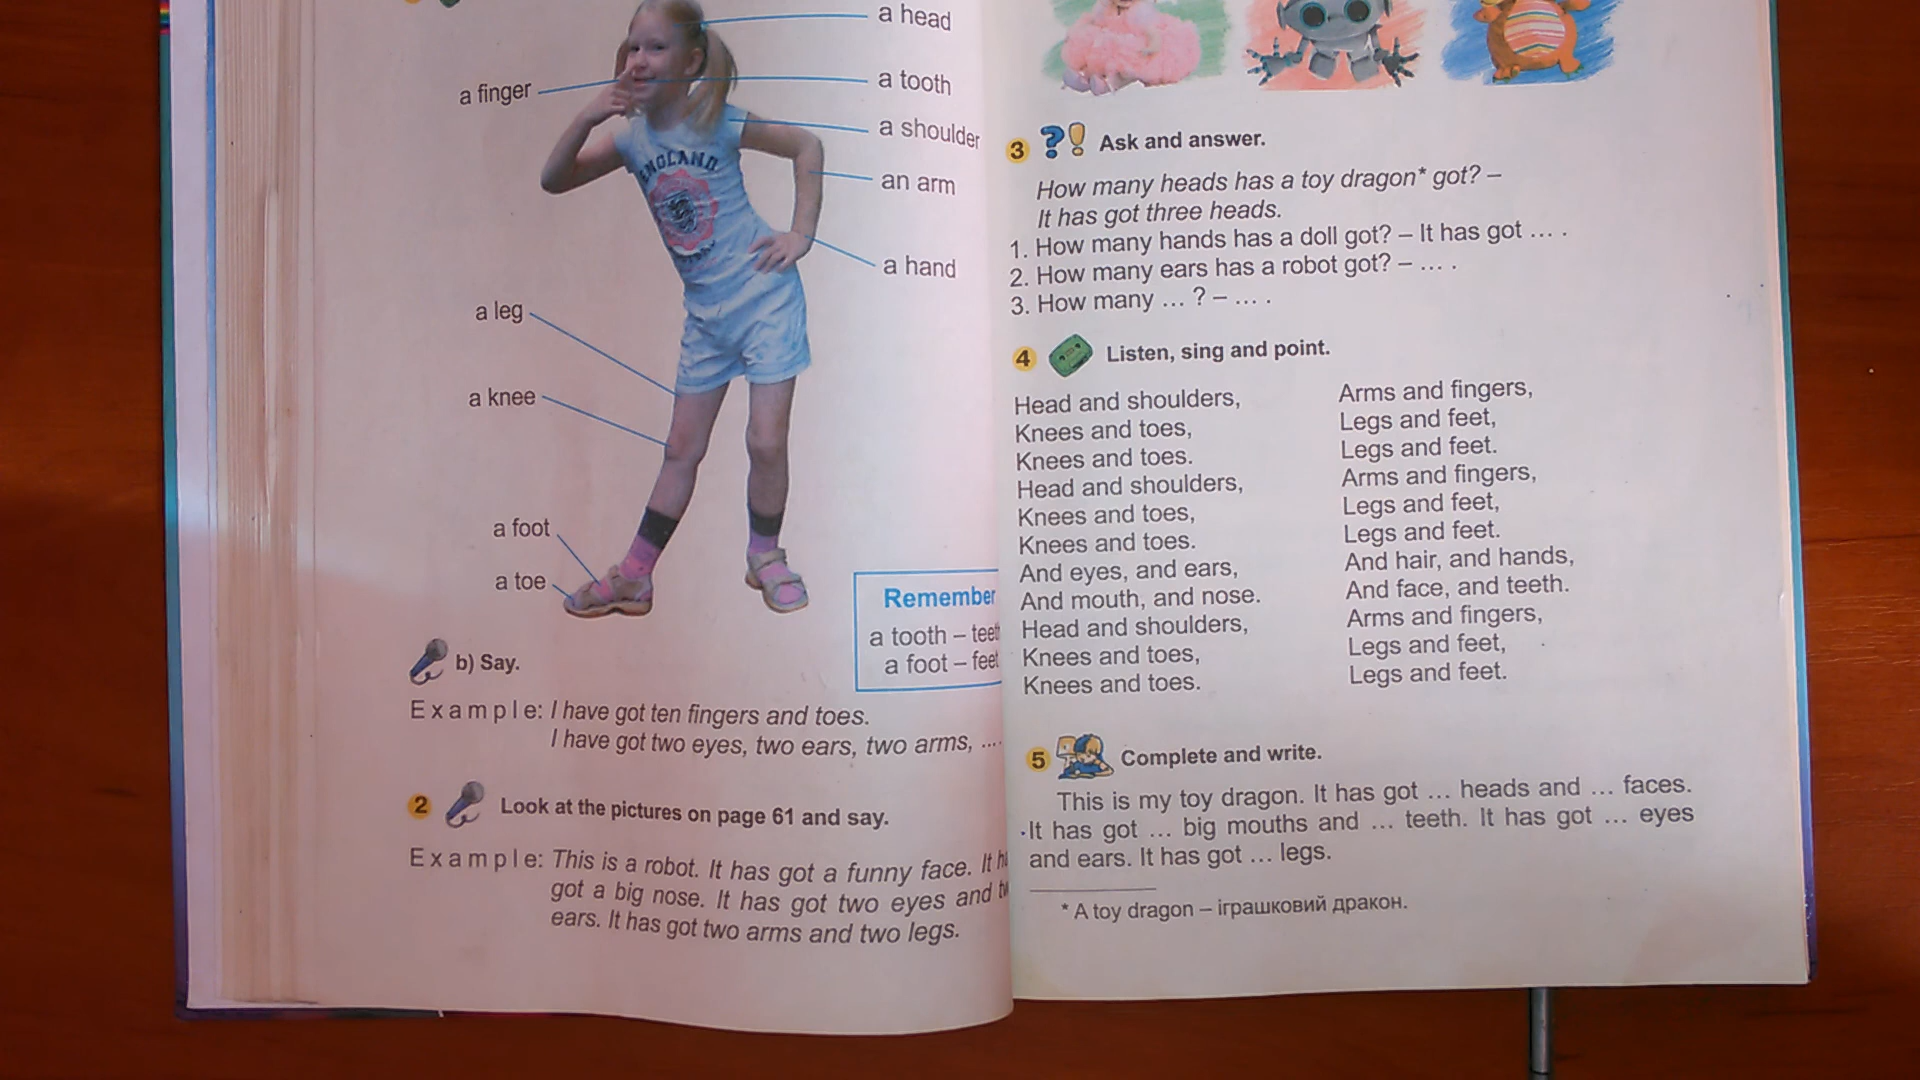 a head
a tooth
a finger
a shoulder
an arm
a hand
a leg
a knee
a foot
a toe
ENGLAND
Remember
a tooth – teeth
a foot – feet
b) Say.
Example: I have got ten fingers and toes.
I have got two eyes, two ears, two arms, ....
2 Look at the pictures on page 61 and say.
Example: This is a robot. It has got a funny face. It
got a big nose. It has got two eyes and
ears. It has got two arms and two legs.
3 ?! Ask and answer.
How many heads has a toy dragon* got? –
It has got three heads.
1. How many hands has a doll got? – It has got ... .
2. How many ears has a robot got? – ... .
3. How many ... ? – ... .
4 Listen, sing and point.
Head and shoulders,
Knees and toes,
Knees and toes.
Head and shoulders,
Knees and toes,
Knees and toes.
And eyes, and ears,
And mouth, and nose.
Head and shoulders,
Knees and toes,
Knees and toes.
Arms and fingers,
Legs and feet,
Legs and feet.
Arms and fingers,
Legs and feet,
Legs and feet.
And hair, and hands,
And face, and teeth.
Arms and fingers,
Legs and feet,
Legs and feet.
5 Complete and write.
This is my toy dragon. It has got ... heads and ... faces.
It has got ... big mouths and ... teeth. It has got ... eyes
and ears. It has got ... legs.
* A toy dragon – іграшковий дракон.